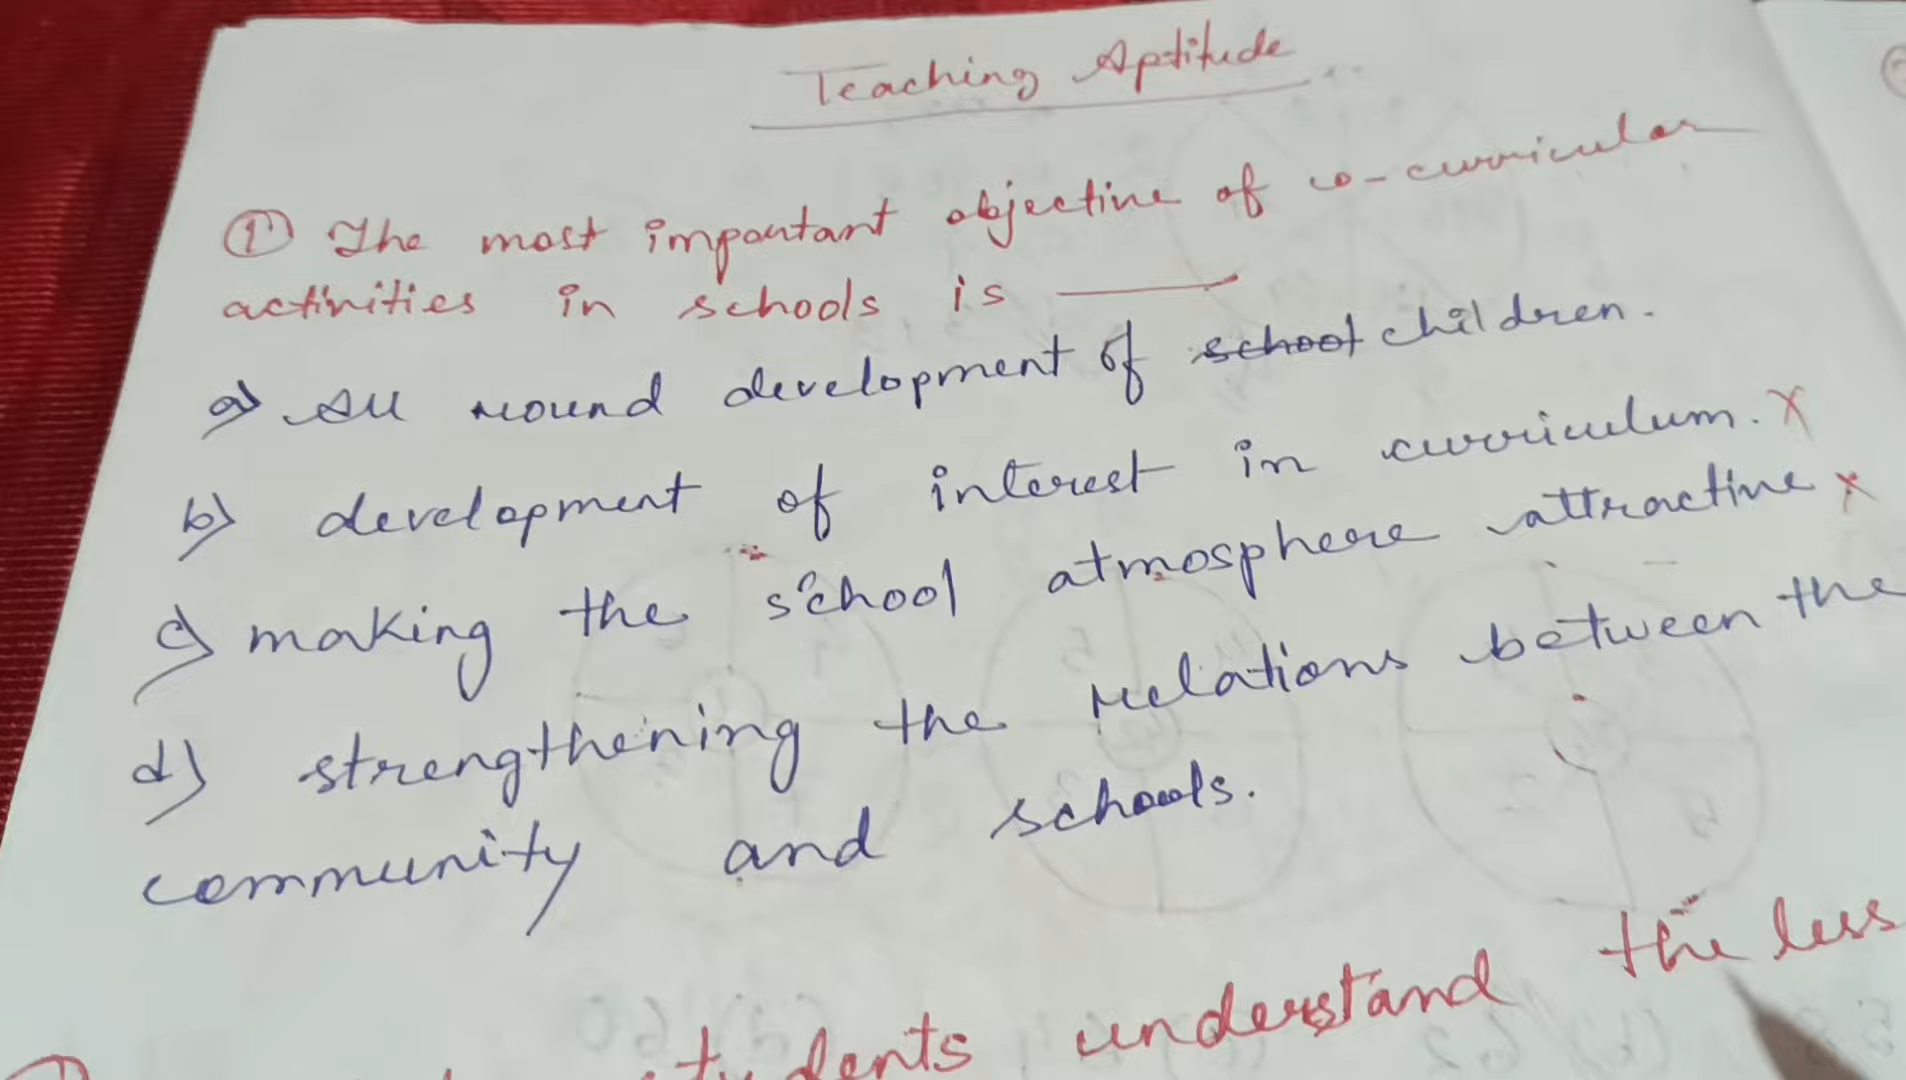 Teaching Aptitude
① The most important objective of co-curricular
activities in schools is ———
a) All round development of school children.
b) development of interest in curriculum. X
c) making the school atmosphere attractive X
d) strengthening the relations between the
community and schools.
students understand the less